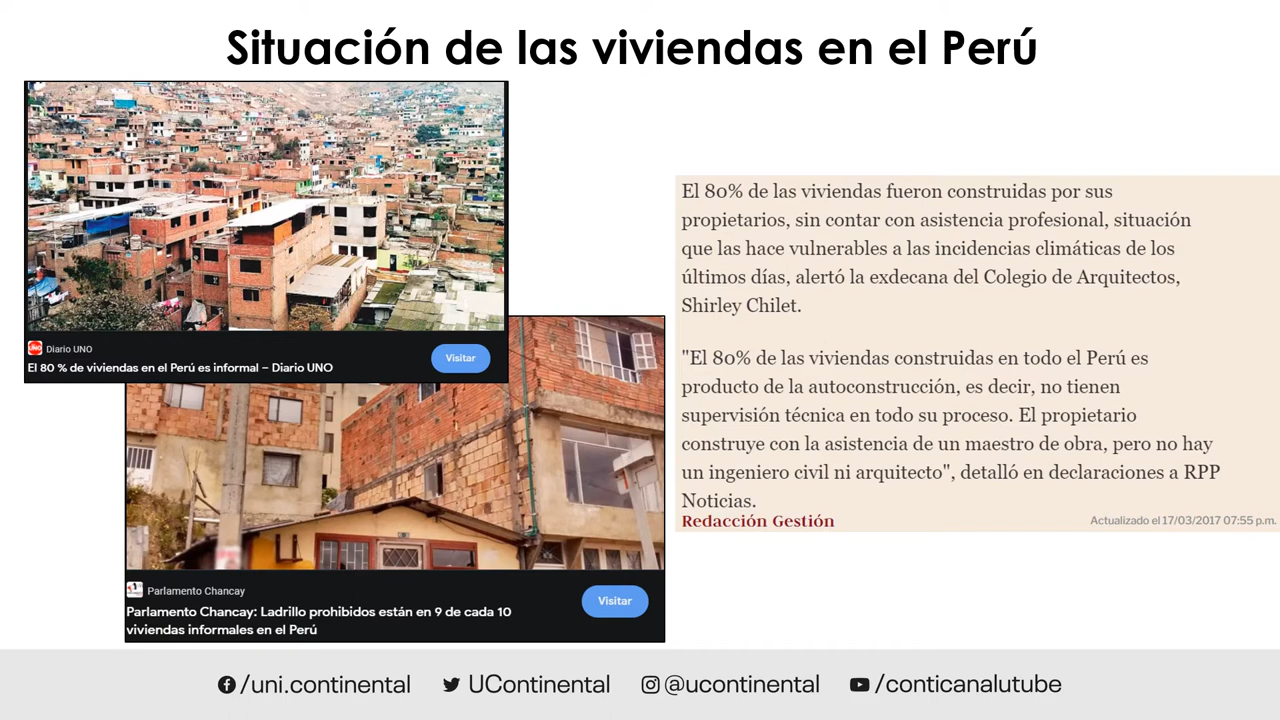 Situación de las viviendas en el Perú
UNO
Diario UNO
El 80 % de viviendas en el Perú es informal – Diario UNO
Visitar
Parlamento Chancay
Parlamento Chancay: Ladrillo prohibidos están en 9 de cada 10
viviendas informales en el Perú
Visitar
El 80% de las viviendas fueron construidas por sus
propietarios, sin contar con asistencia profesional, situación
que las hace vulnerables a las incidencias climáticas de los
últimos días, alertó la exdecana del Colegio de Arquitectos,
Shirley Chilet.
"El 80% de las viviendas construidas en todo el Perú es
producto de la autoconstrucción, es decir, no tienen
supervisión técnica en todo su proceso. El propietario
construye con la asistencia de un maestro de obra, pero no hay
un ingeniero civil ni arquitecto", detalló en declaraciones a RPP
Noticias.
Redacción Gestión
Actualizado el 17/03/2017 07:55 p.m.
/uni.continental
UContinental
@ucontinental
/conticanalutube